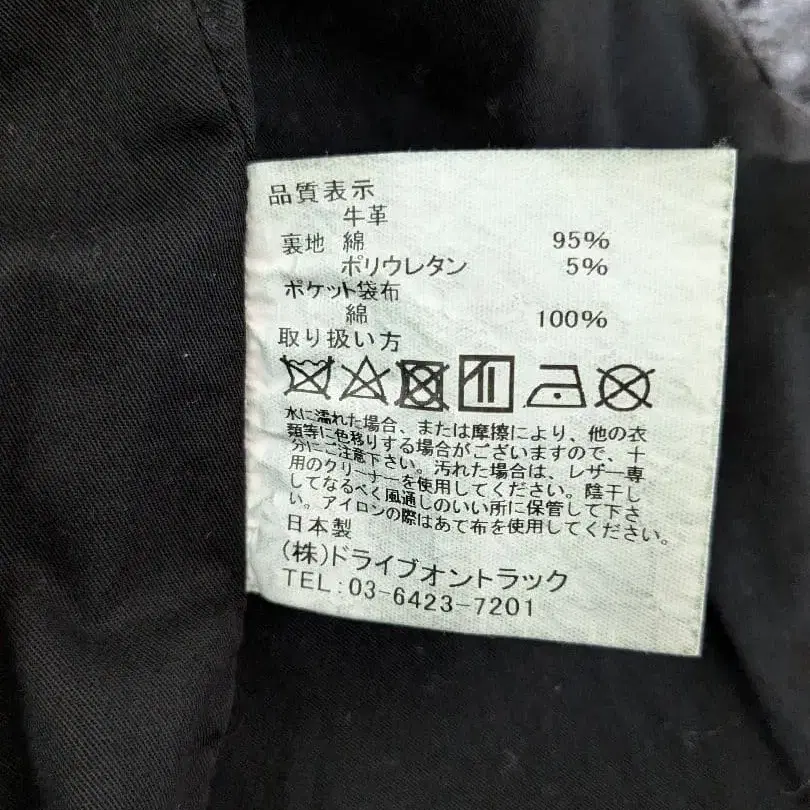 品質表示
牛革
裏地 綿 95%
ポリウレタン 5%
ポケット袋布
綿 100%
取り扱い方
水に濡れた場合、または摩擦により、他の衣
類等に色移りする場合がございますので、十
分にご注意下さい。汚れた場合は、レザー専
用のクリーナーを使用してください。陰干し
してなるべく風通しのいい所に保管して下さ
い。アイロンの際はあて布を使用してください。
日本製
(株)ドライブオントラック
TEL:03-6423-7201